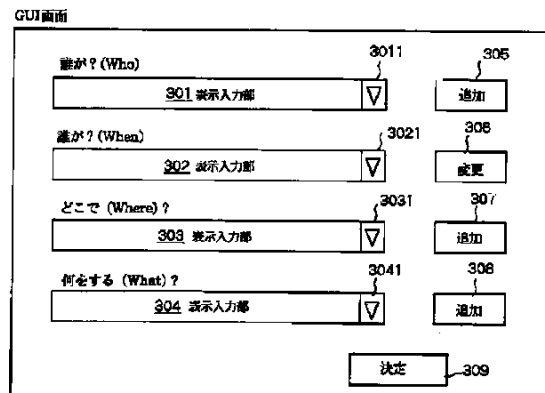 GUI画面
誰が？(Who)
3011
305
301 表示入力部
追加
誰が？(When)
3021
306
302 表示入力部
変更
どこで (Where)？
3031
307
303 表示入力部
追加
何をする (What)？
3041
308
304 表示入力部
追加
決定
309